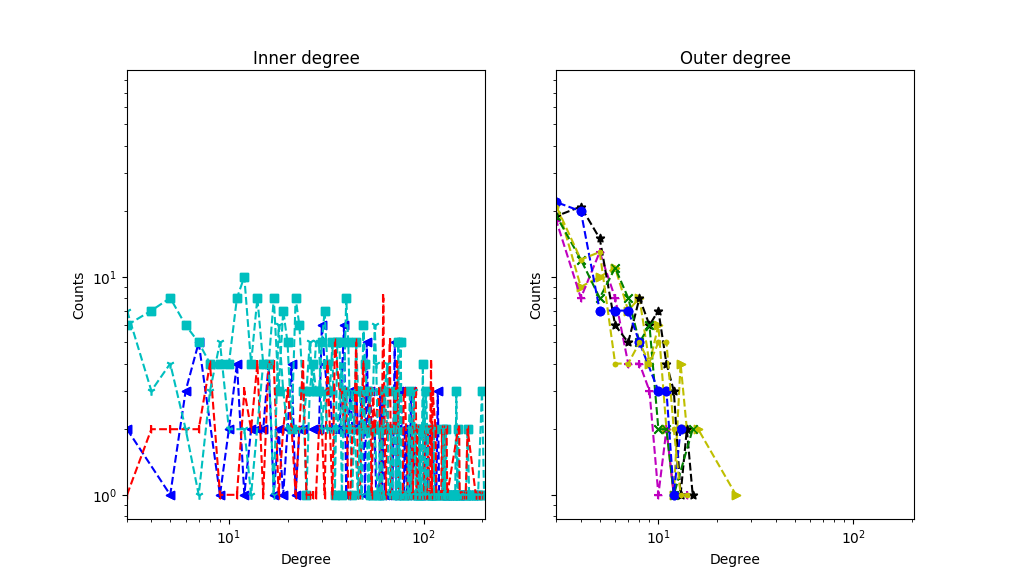 Inner degree
Outer degree
Counts
10¹
10⁰
10¹
10²
Degree
Counts
10¹
10²
Degree